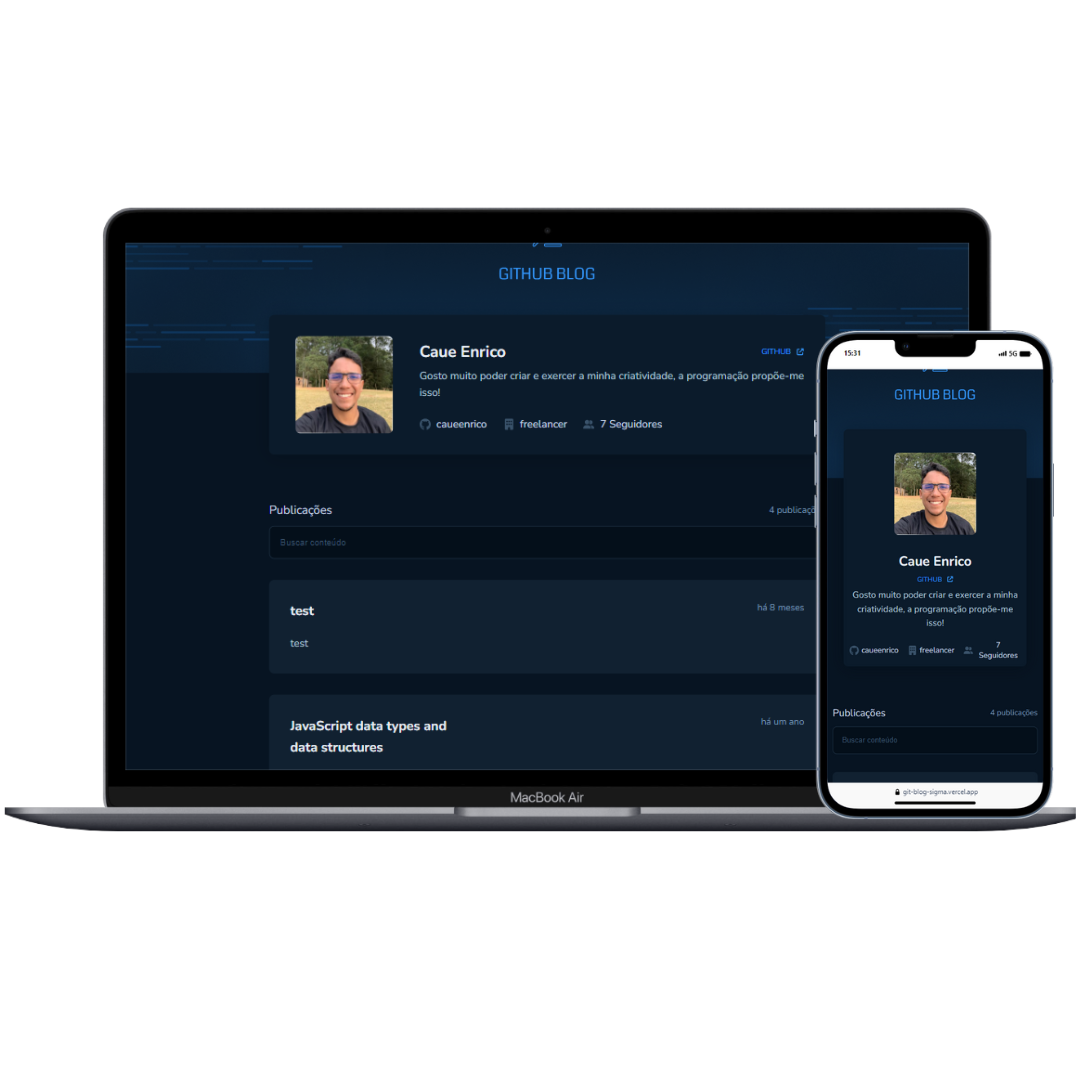 GITHUB BLOG
Caue Enrico
GITHUB
Gosto muito poder criar e exercer a minha criatividade, a programação propõe-me
isso!
caueenrico freelancer 7 Seguidores
Publicações
4 publicaçõ
Buscar conteúdo
test
há 8 meses
test
JavaScript data types and
data structures
há um ano
MacBook Air
15:31
5G
GITHUB BLOG
Caue Enrico
GITHUB
Gosto muito poder criar e exercer a minha
criatividade, a programação propõe-me
isso!
caueenrico freelancer 7
Seguidores
Publicações
4 publicações
Buscar conteúdo
git-blog-sigma.vercel.app